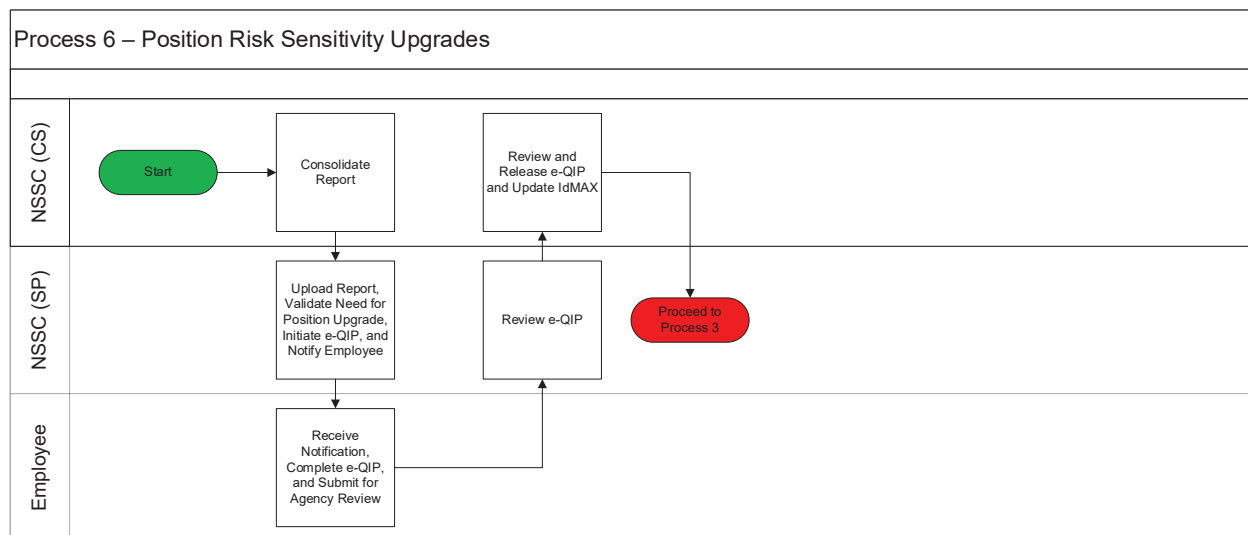 Process 6 – Position Risk Sensitivity Upgrades
NSSC (CS)
Start
Consolidate
Report
Review and
Release e-QIP
and Update IdMAX
NSSC (SP)
Upload Report,
Validate Need for
Position Upgrade,
Initiate e-QIP, and
Notify Employee
Review e-QIP
Proceed to
Process 3
Employee
Receive
Notification,
Complete e-QIP,
and Submit for
Agency Review